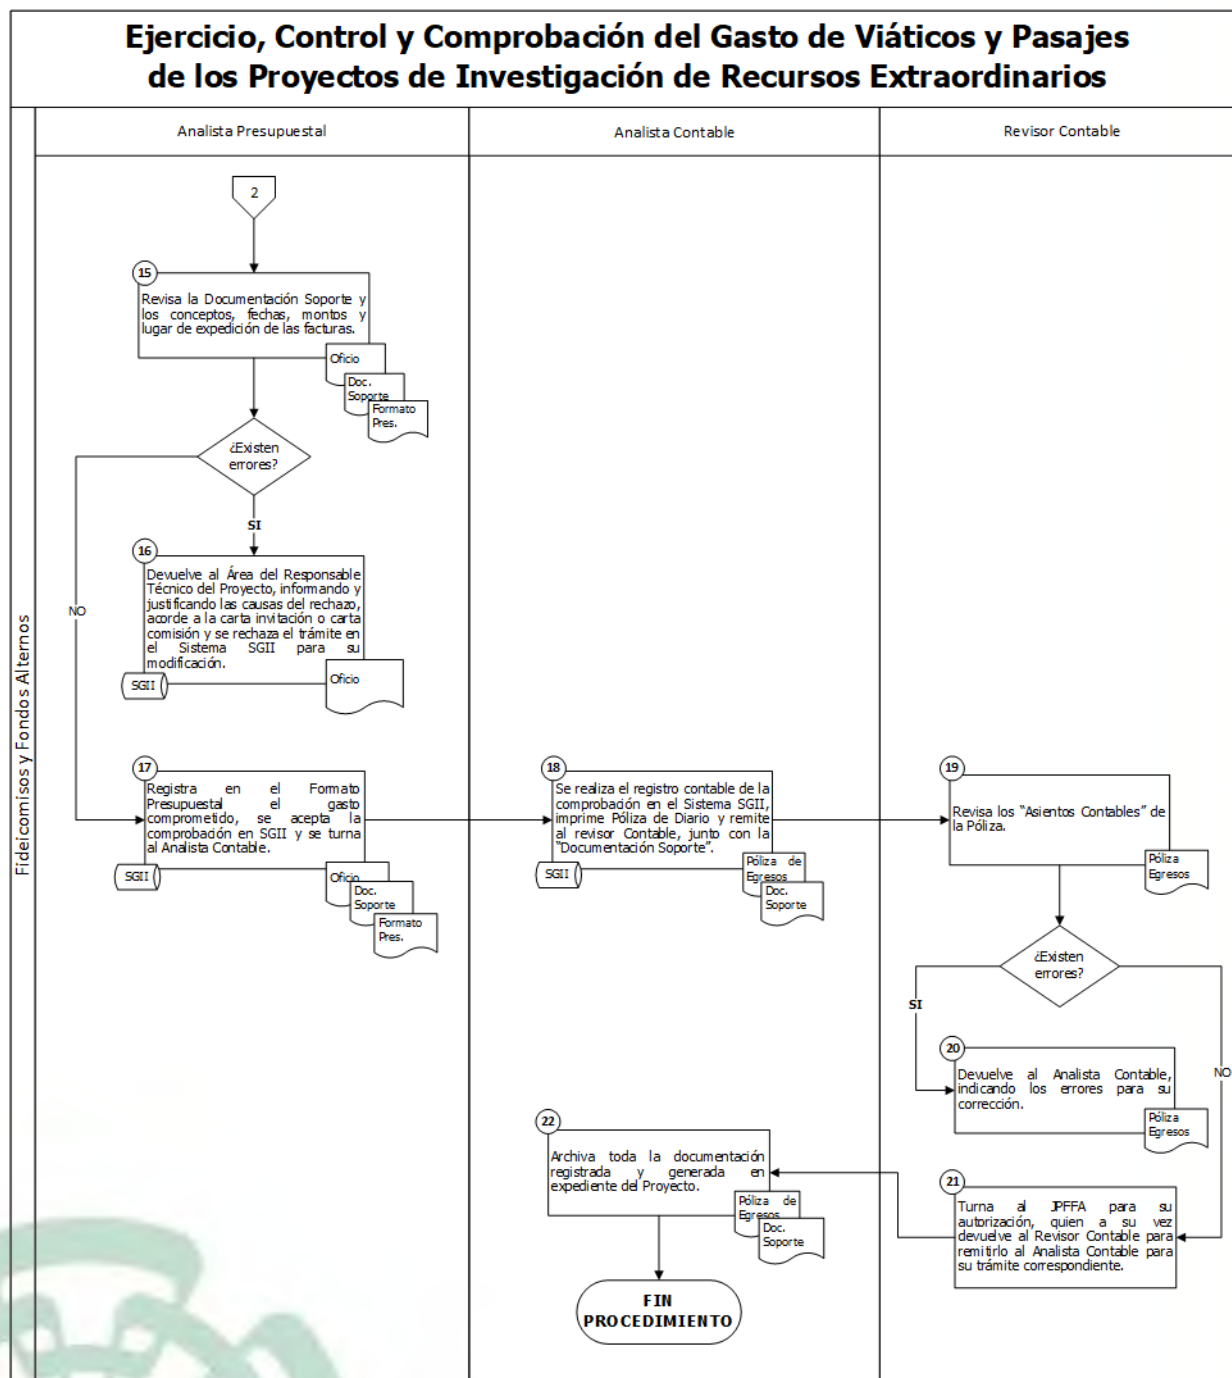 Ejercicio, Control y Comprobación del Gasto de Viáticos y Pasajes
de los Proyectos de Investigación de Recursos Extraordinarios
Fideicomisos y Fondos Alternos
Analista Presupuestal
Analista Contable
Revisor Contable
2
15
Revisa la Documentación Soporte y
los conceptos, fechas, montos y
lugar de expedición de las facturas.
Oficio
Doc.
Soporte
Formato
Pres.
¿Existen
errores?
NO
SI
16
Devuelve al Área del Responsable
Técnico del Proyecto, informando y
justificando las causas del rechazo,
acorde a la carta invitación o carta
comisión y se rechaza el trámite en
el Sistema SGII para su
modificación.
SGII
Oficio
17
Registra en el Formato
Presupuestal el gasto
comprometido, se acepta la
comprobación en SGII y se turna
al Analista Contable.
SGII
Oficio
Doc.
Soporte
Formato
Pres.
18
Se realiza el registro contable de la
comprobación en el Sistema SGII,
imprime Póliza de Diario y remite
al revisor Contable, junto con la
"Documentación Soporte".
SGII
Póliza de
Egresos
Doc.
Soporte
19
Revisa los "Asientos Contables" de
la Póliza.
Póliza
Egresos
¿Existen
errores?
SI
NO
20
Devuelve al Analista Contable,
indicando los errores para su
corrección.
Póliza
Egresos
21
Turna al JPFFA para su
autorización, quien a su vez
devuelve al Revisor Contable para
remitirlo al Analista Contable para
su trámite correspondiente.
22
Archiva toda la documentación
registrada y generada en
expediente del Proyecto.
Póliza de
Egresos
Doc.
Soporte
FIN
PROCEDIMIENTO